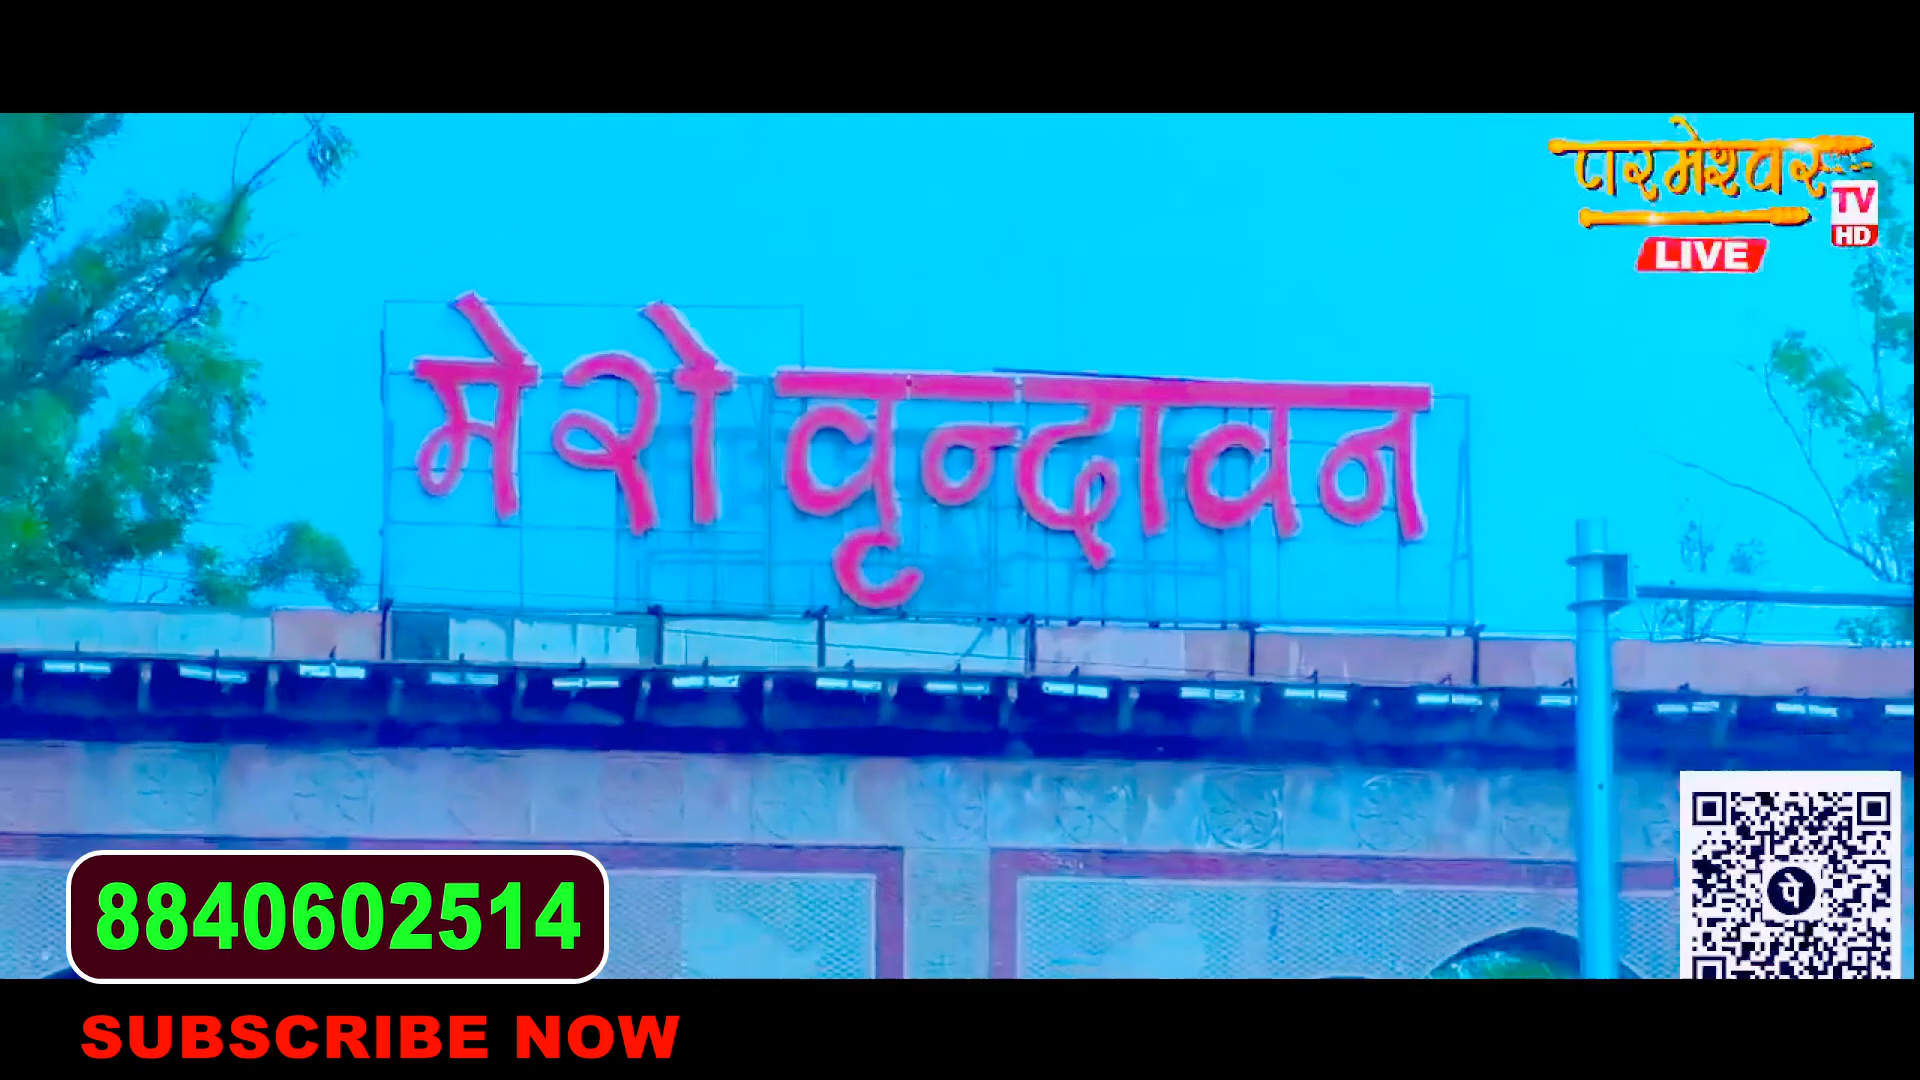 परमेश्वर
TV
HD
LIVE
मेरो वृन्दावन
पे
8840602514
SUBSCRIBE NOW